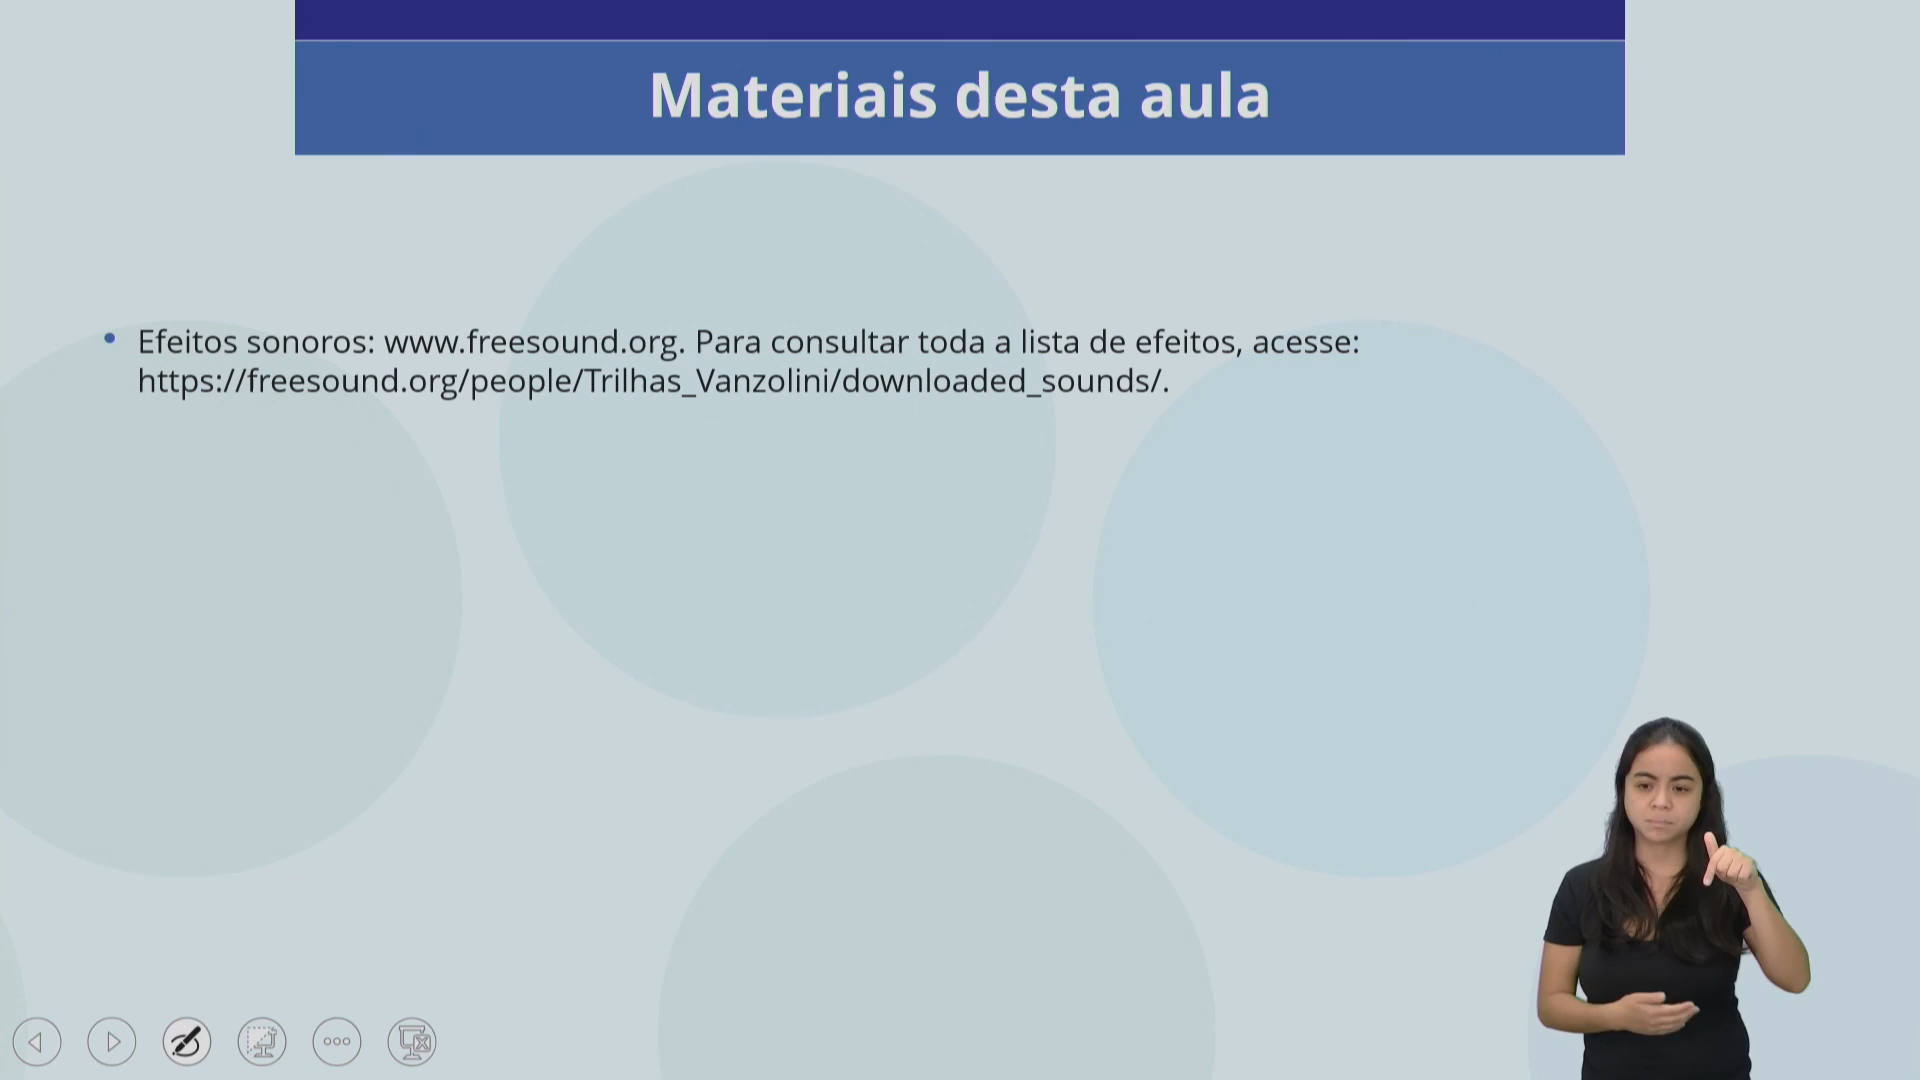 Materiais desta aula
• Efeitos sonoros: www.freesound.org. Para consultar toda a lista de efeitos, acesse:
https://freesound.org/people/Trilhas_Vanzolini/downloaded_sounds/.